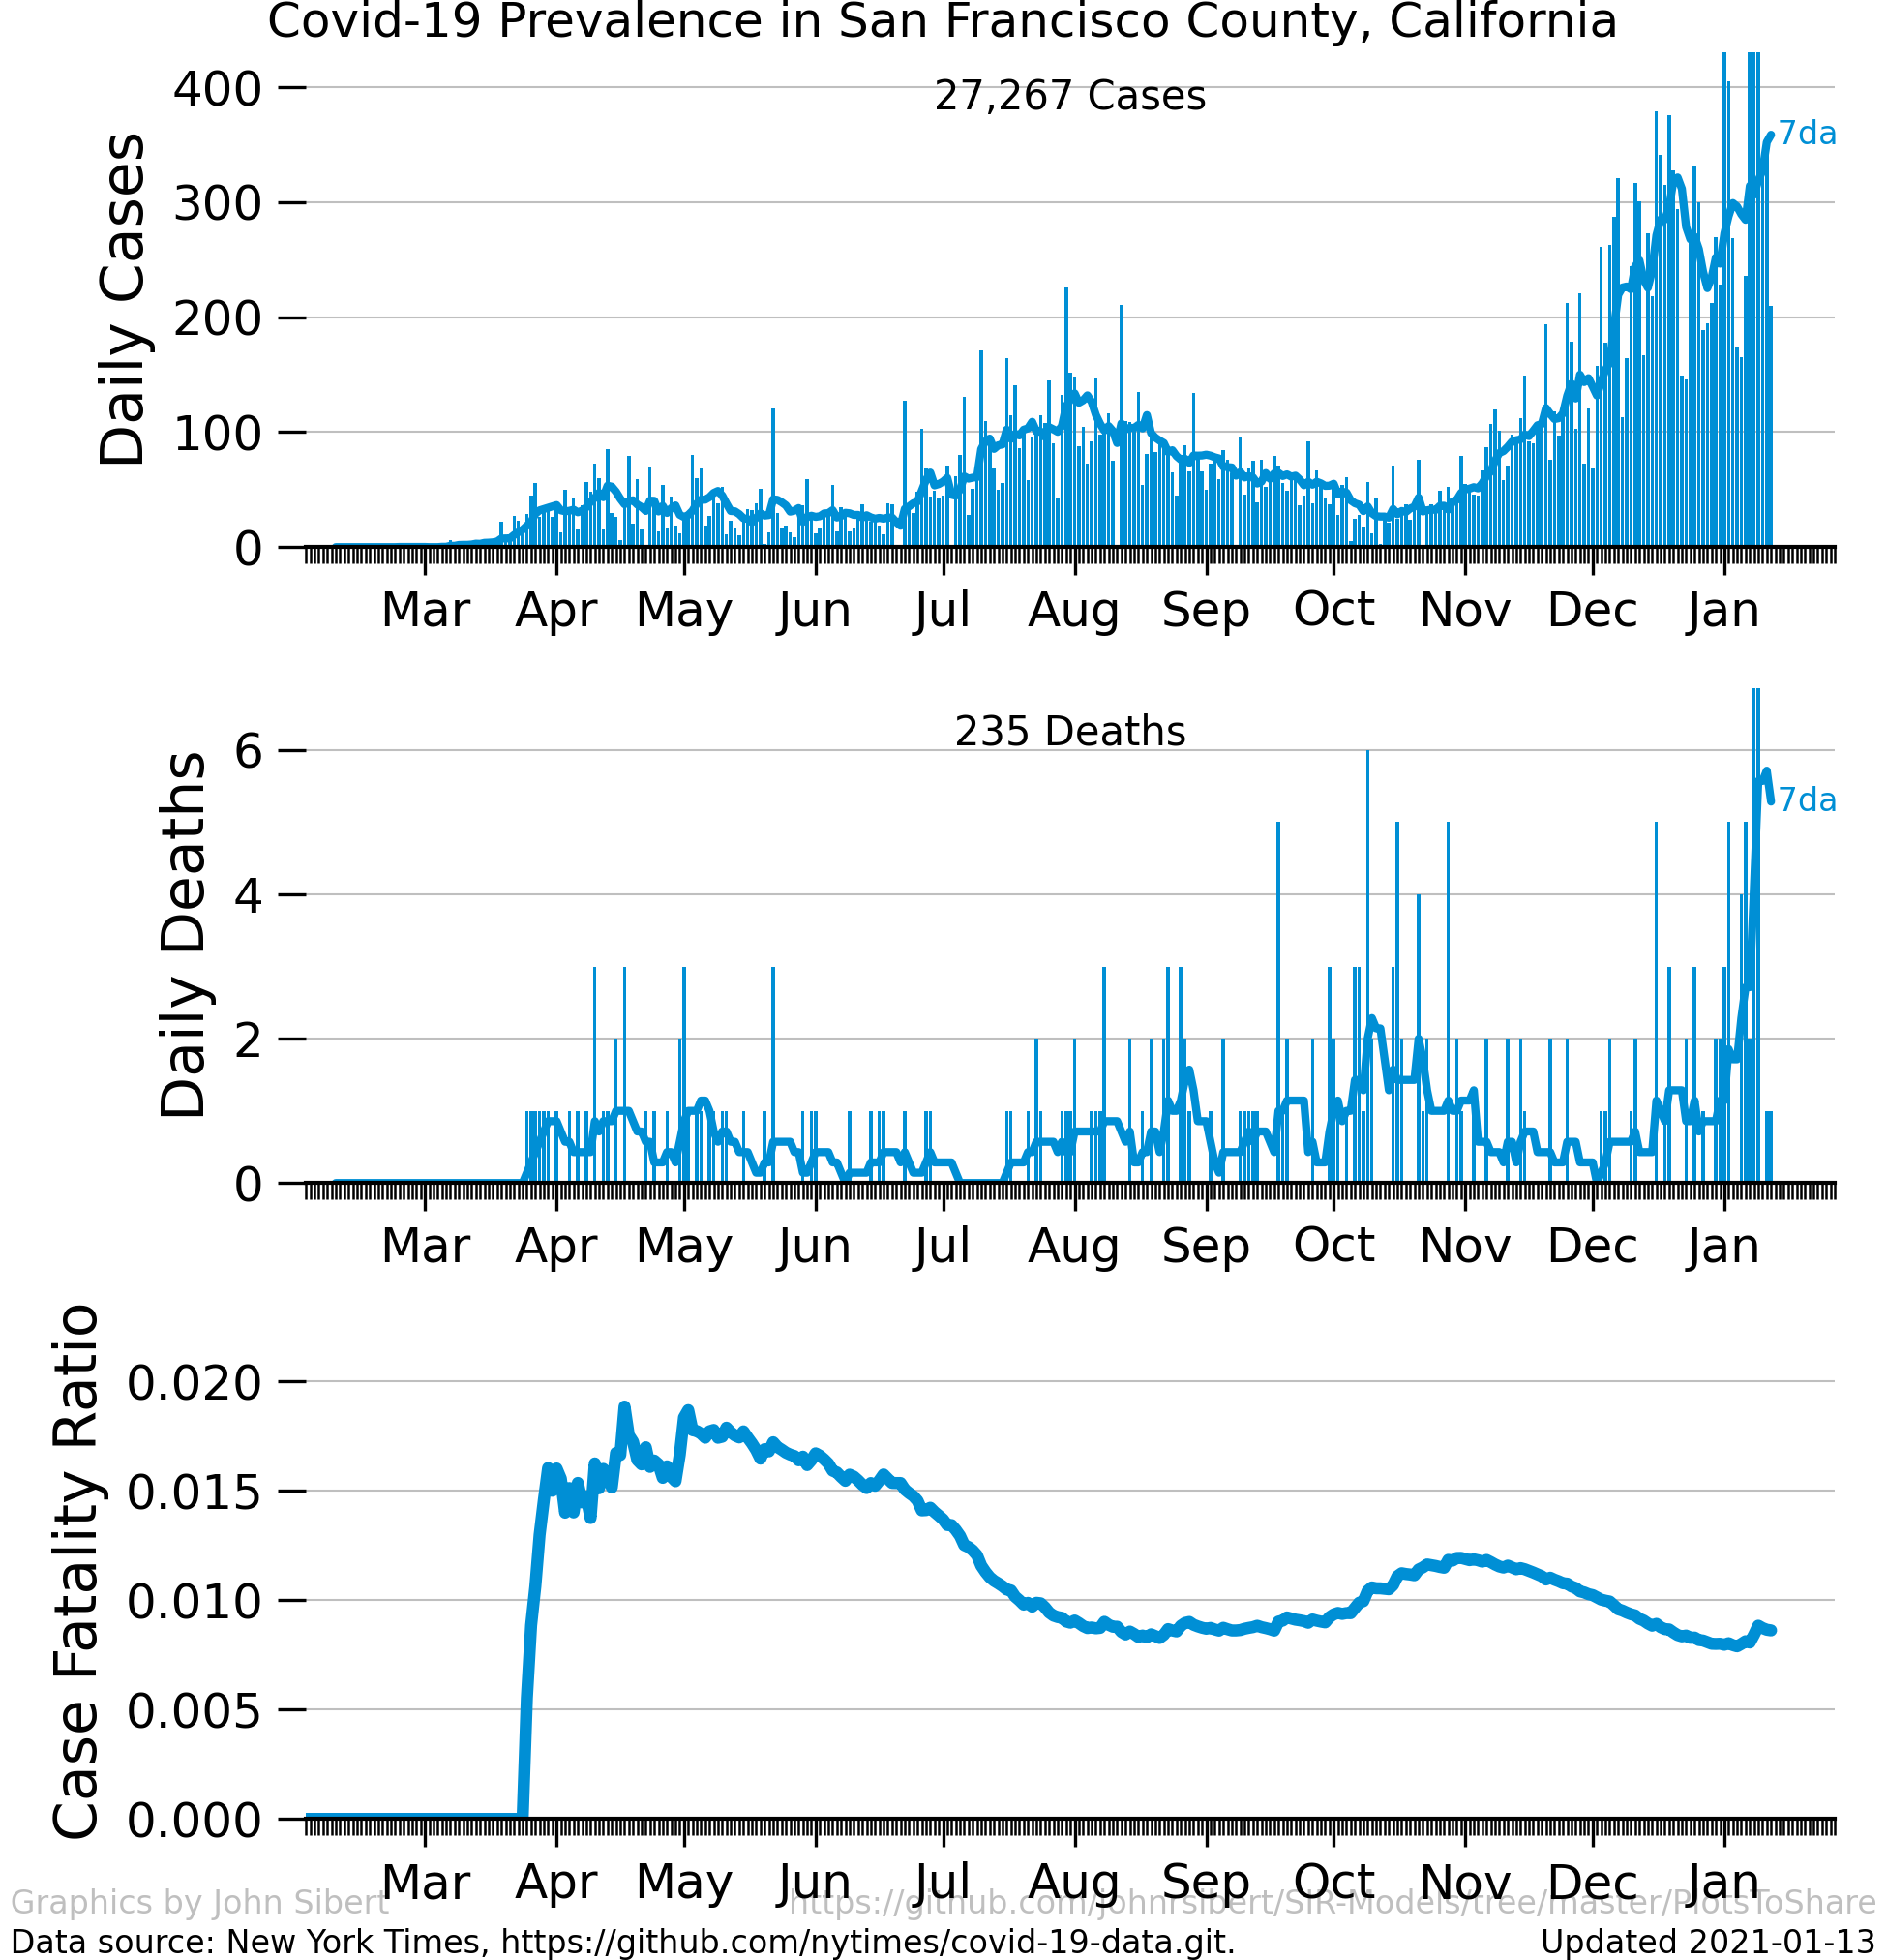 Covid-19 Prevalence in San Francisco County, California
27,267 Cases
Daily Cases
400
300
200
100
0
7da
Mar Apr May Jun Jul Aug Sep Oct Nov Dec Jan
235 Deaths
Daily Deaths
6
4
2
0
7da
Mar Apr May Jun Jul Aug Sep Oct Nov Dec Jan
Case Fatality Ratio
0.020
0.015
0.010
0.005
0.000
Mar Apr May Jun Jul Aug Sep Oct Nov Dec Jan
Graphics by John Sibert https://github.com/johnrsibert/SIR-Models/tree/master/PlotsToShare
Data source: New York Times, https://github.com/nytimes/covid-19-data.git. Updated 2021-01-13